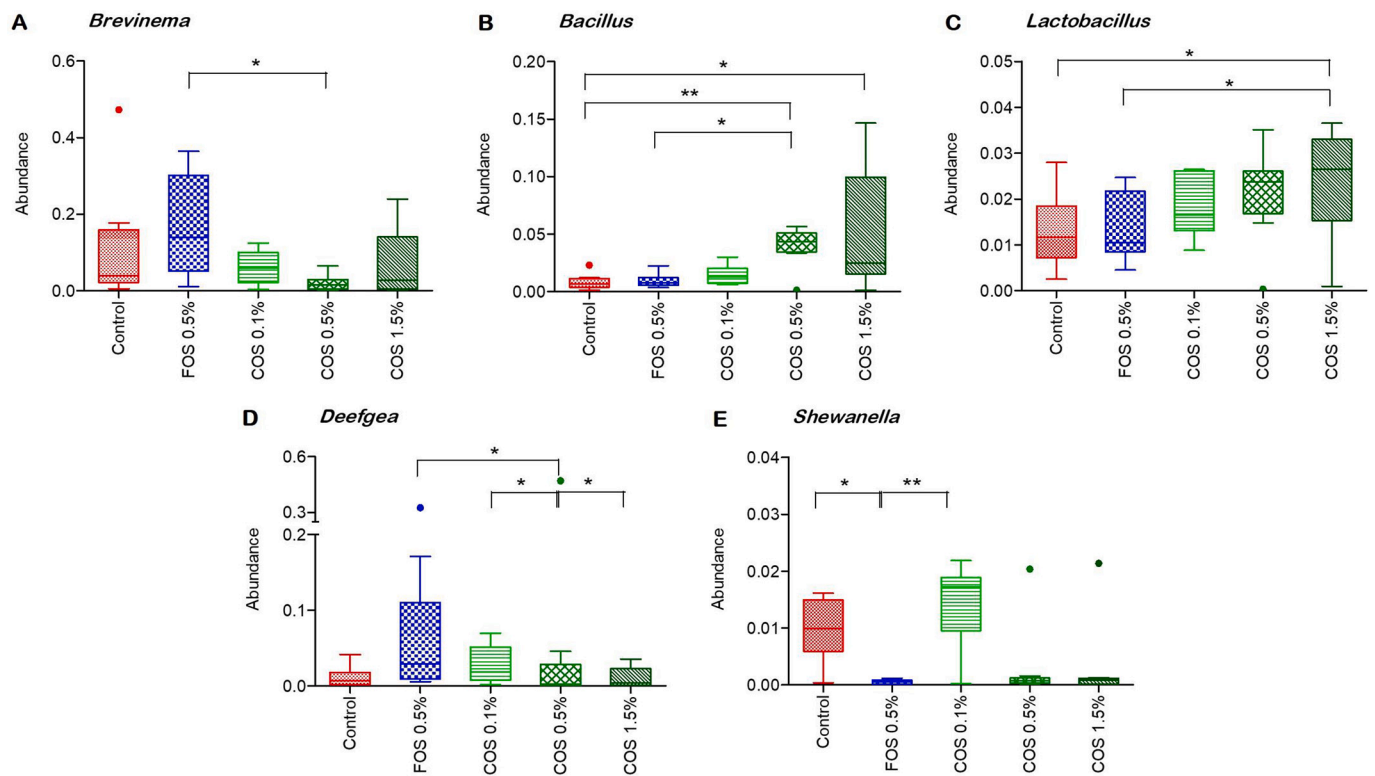 A Brevinema
B Bacillus
C Lactobacillus
Abundance
0.6
0.4
0.2
0.0
*
Control
FOS 0.5%
COS 0.1%
COS 0.5%
COS 1.5%
Abundance
0.20
0.15
0.10
0.05
0.00
*
**
*
Control
FOS 0.5%
COS 0.1%
COS 0.5%
COS 1.5%
Abundance
0.05
0.04
0.03
0.02
0.01
0.00
*
*
Control
FOS 0.5%
COS 0.1%
COS 0.5%
COS 1.5%
D Deefgea
E Shewanella
Abundance
0.6
0.3
0.2
0.1
0.0
*
*
*
Control
FOS 0.5%
COS 0.1%
COS 0.5%
COS 1.5%
Abundance
0.04
0.03
0.02
0.01
0.00
*
**
Control
FOS 0.5%
COS 0.1%
COS 0.5%
COS 1.5%